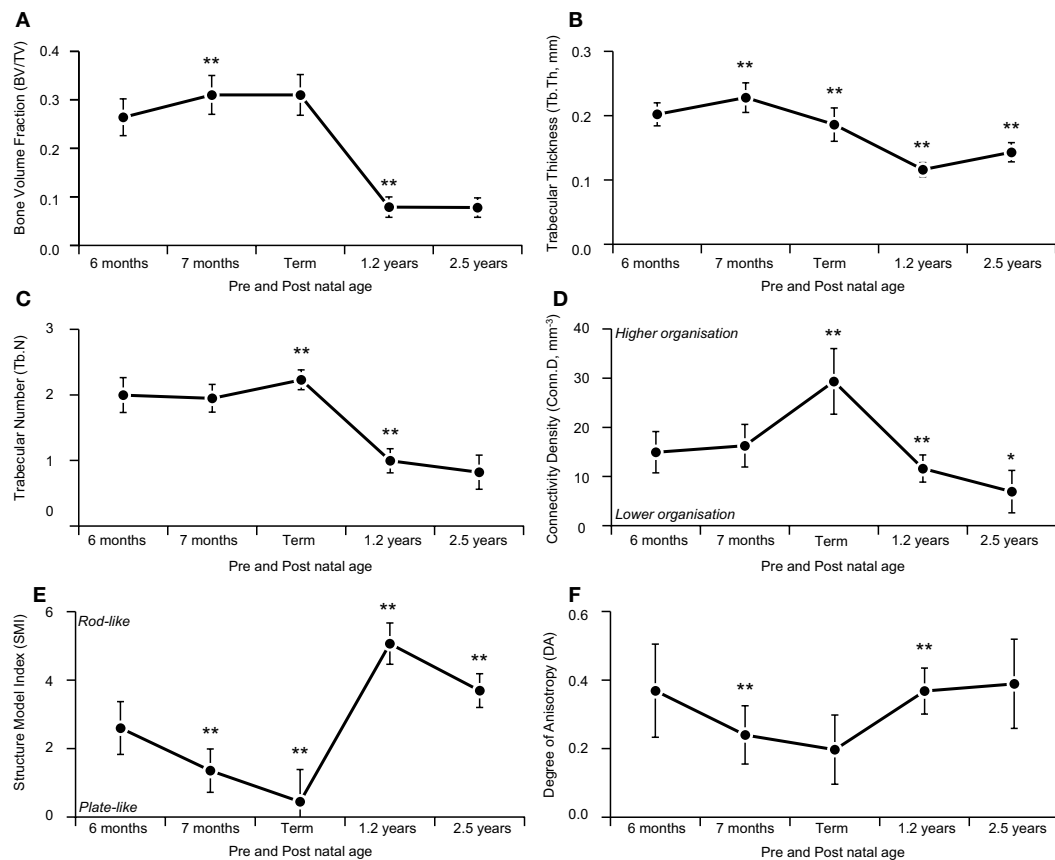 A
Bone Volume Fraction (BV/TV)
0.4
0.3
0.2
0.1
0.0
**
**
6 months 7 months Term 1.2 years 2.5 years
Pre and Post natal age
B
Trabecular Thickness (Tb.Th, mm)
0.3
0.2
0.1
0.0
**
**
**
**
6 months 7 months Term 1.2 years 2.5 years
Pre and Post natal age
C
Trabecular Number (Tb.N)
3
2
1
0
**
**
6 months 7 months Term 1.2 years 2.5 years
Pre and Post natal age
D
Connectivity Density (Conn.D, mm⁻³)
40
30
20
10
0
Higher organisation
Lower organisation
**
**
*
6 months 7 months Term 1.2 years 2.5 years
Pre and Post natal age
E
Structure Model Index (SMI)
6
4
2
0
Rod-like
Plate-like
**
**
**
**
6 months 7 months Term 1.2 years 2.5 years
Pre and Post natal age
F
Degree of Anisotropy (DA)
0.6
0.4
0.2
0.0
**
**
6 months 7 months Term 1.2 years 2.5 years
Pre and Post natal age